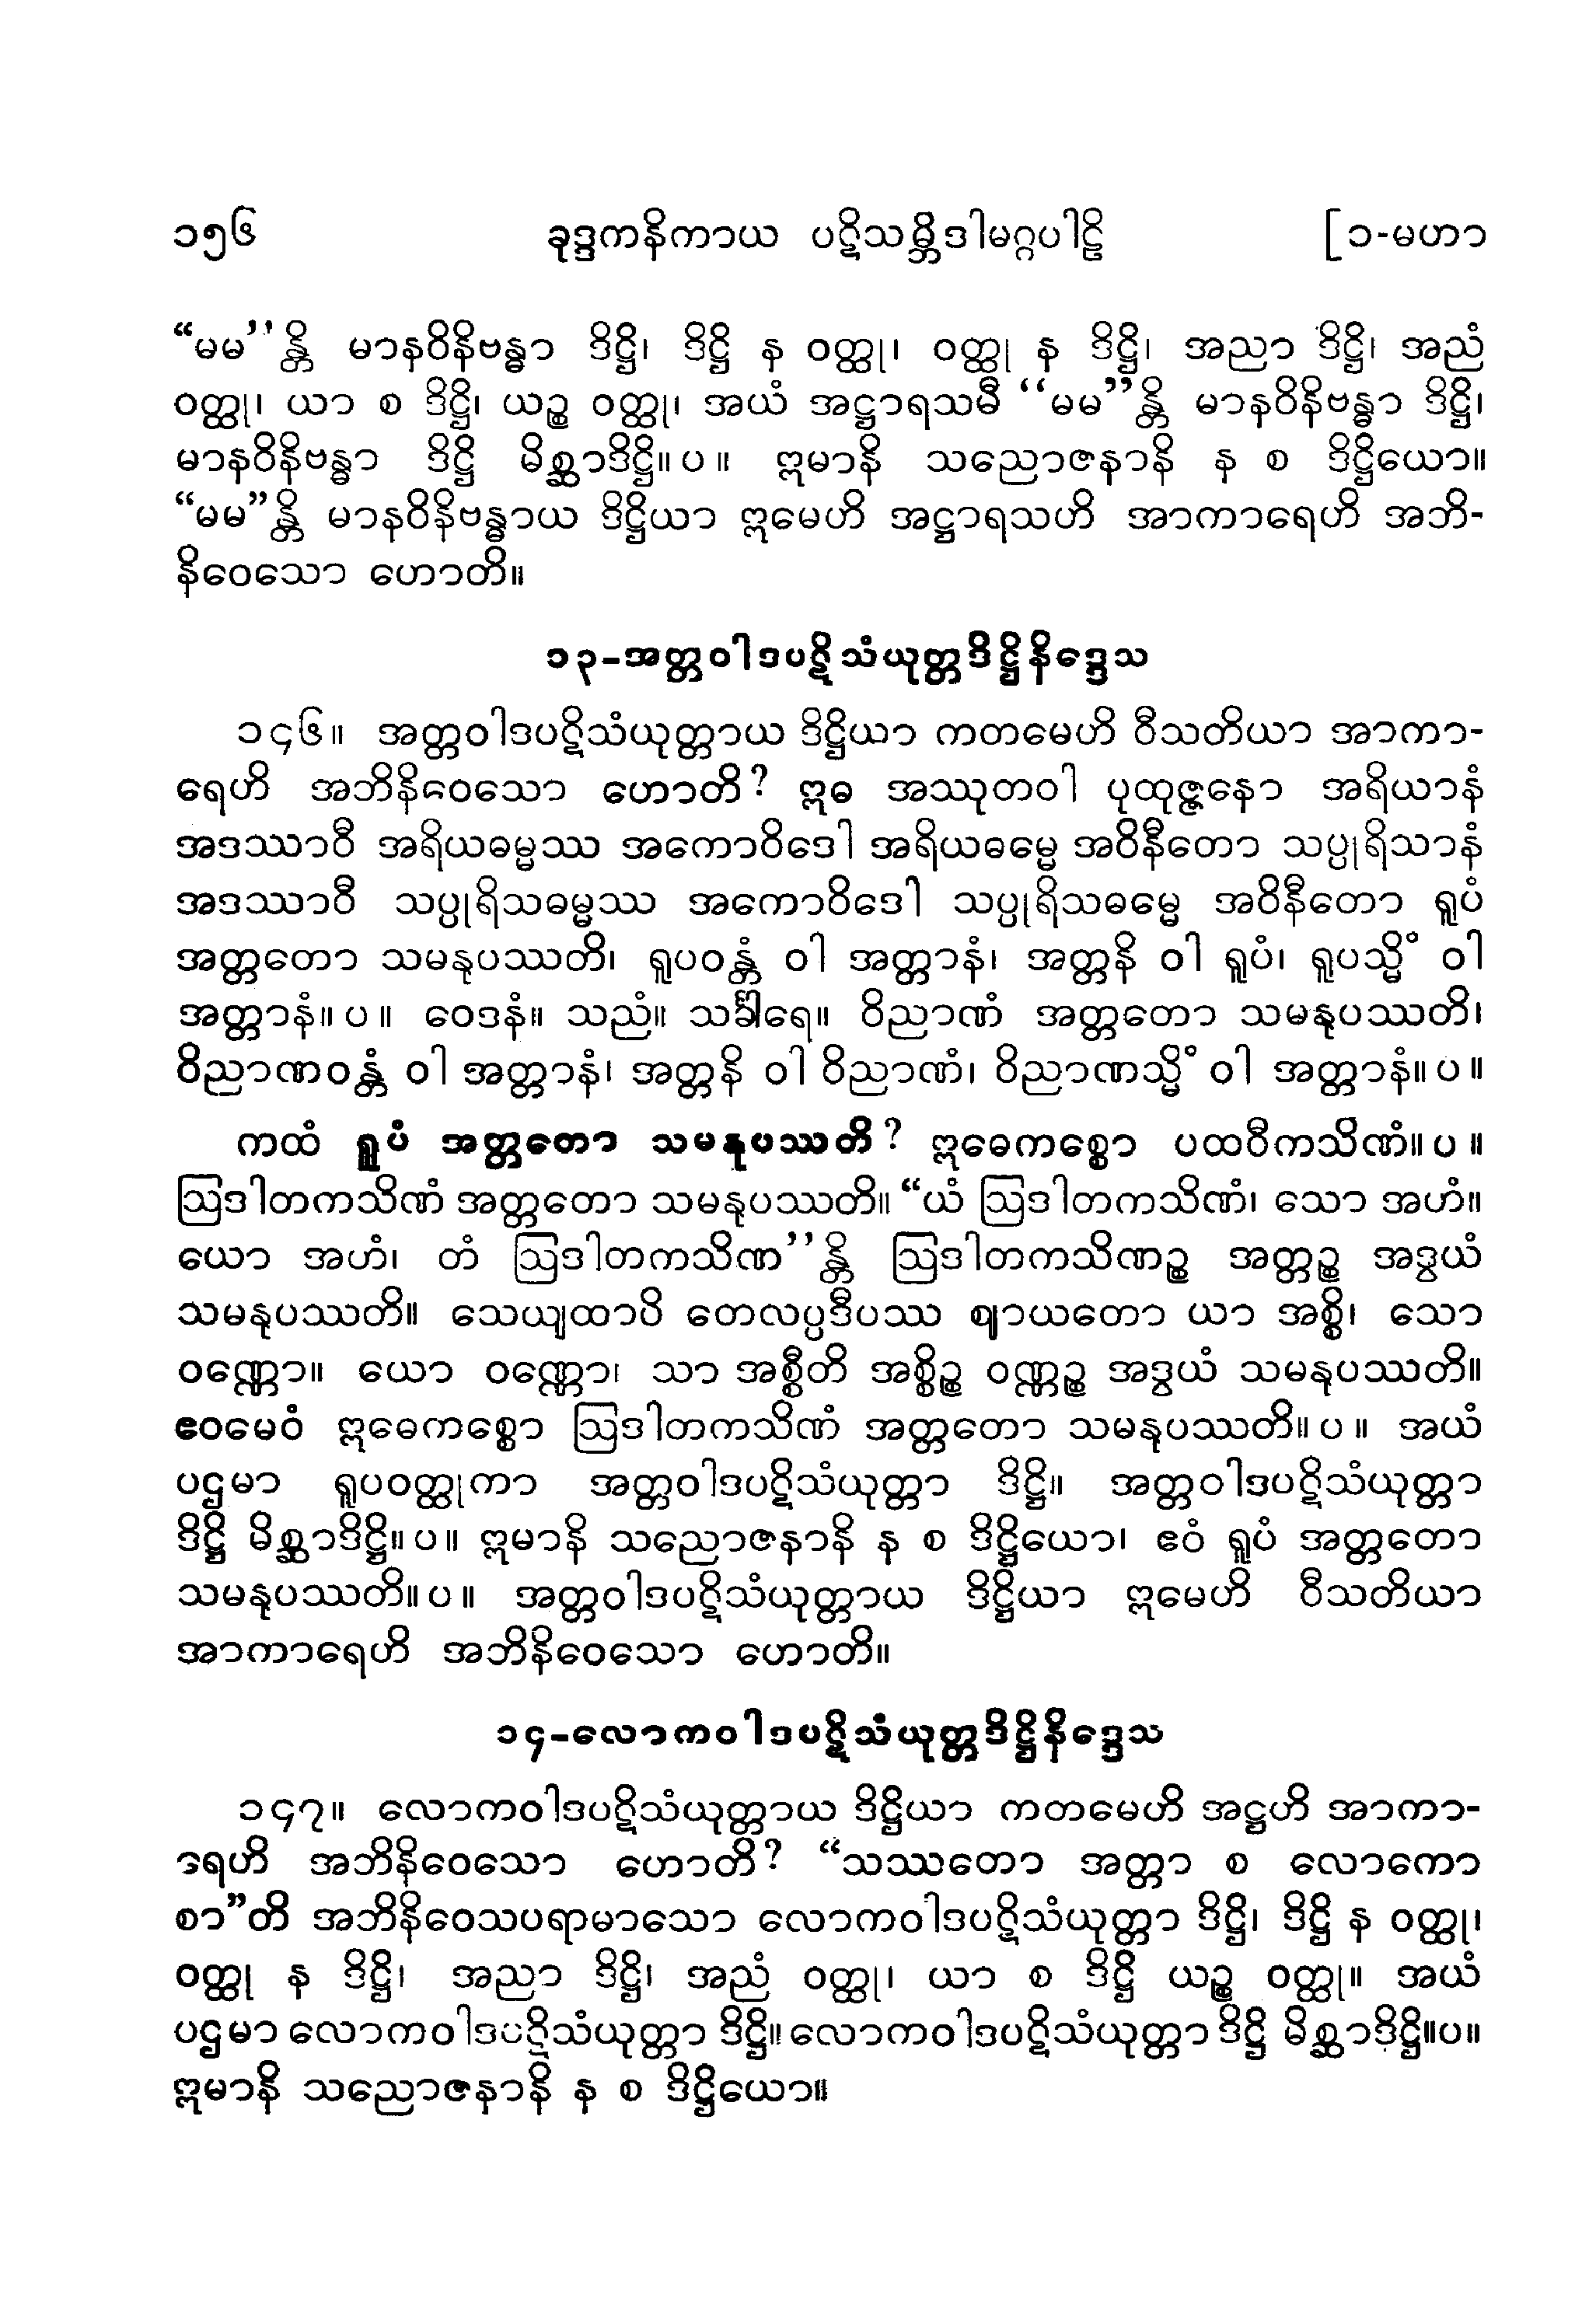 ၁၅၆ ခုဒ္ဒကနိကာယ ပဋိသမ္ဘိဒါမဂ္ဂပါဠိ [၁-မဟာ
“မမ’’န္တိ မာနဝိနိဗန္ဓာ ဒိဋ္ဌိ၊ ဒိဋ္ဌိ န ဝတ္ထု၊ ဝတ္ထု န ဒိဋ္ဌိ၊ အညာ ဒိဋ္ဌိ၊ အညံ
ဝတ္ထု၊ ယာ စ ဒိဋ္ဌိ၊ ယဉ္စ ဝတ္ထု၊ အယံ အဋ္ဌာရသမီ ‘‘မမ”န္တိ မာနဝိနိဗန္ဓာ ဒိဋ္ဌိ၊
မာနဝိနိဗန္ဓာ ဒိဋ္ဌိ မိစ္ဆာဒိဋ္ဌိ။ပ။ ဣမာနိ သညောဇနာနိ န စ ဒိဋ္ဌိယော။
“မမ”န္တိ မာနဝိနိဗန္ဓာယ ဒိဋ္ဌိယာ ဣမေဟိ အဋ္ဌာရသဟိ အာကာရေဟိ အဘိ-
နိဝေသော ဟောတိ။
၁၃-အတ္တဝါဒပဋိသံယုတ္တဒိဋ္ဌိနိဒ္ဒေသ
၁၄၆။ အတ္တဝါဒပဋိသံယုတ္တာယ ဒိဋ္ဌိယာ ကတမေဟိ ဝီသတိယာ အာကာ-
ရေဟိ အဘိနိဝေသော ဟောတိ? ဣဓ အဿုတဝါ ပုထုဇ္ဇနော အရိယာနံ
အဒဿာဝီ အရိယဓမ္မဿ အကောဝိဒေါ အရိယဓမ္မေ အဝိနီတော သပ္ပုရိသာနံ
အဒဿာဝီ သပ္ပုရိသဓမ္မဿ အကောဝိဒေါ သပ္ပုရိသဓမ္မေ အဝိနီတော ရူပံ
အတ္တတော သမနုပဿတိ၊ ရူပဝန္တံ ဝါ အတ္တာနံ၊ အတ္တနိ ဝါ ရူပံ၊ ရူပသ္မိံ ဝါ
အတ္တာနံ။ပ။ ဝေဒနံ။ သညံ။ သင်္ခါရေ။ ဝိညာဏံ အတ္တတော သမနုပဿတိ၊
ဝိညာဏဝန္တံ ဝါ အတ္တာနံ၊ အတ္တနိ ဝါ ဝိညာဏံ၊ ဝိညာဏသ္မိံ ဝါ အတ္တာနံ။ပ။
ကထံ ရူပံ အတ္တတော သမနုပဿတိ? ဣဓေကစ္စော ပထဝီကသိဏံ။ပ။
ဩဒါတကသိဏံ အတ္တတော သမနုပဿတိ။ “ယံ ဩဒါတကသိဏံ၊ သော အဟံ။
ယော အဟံ၊ တံ ဩဒါတကသိဏ’’န္တိ ဩဒါတကသိဏဉ္စ အတ္တဉ္စ အဒွယံ
သမနုပဿတိ။ သေယျထာပိ တေလပ္ပဒီပဿ ဈာယတော ယာ အစ္စိ၊ သော
ဝဏ္ဏော။ ယော ဝဏ္ဏော၊ သာ အစ္စီတိ အစ္စိဉ္စ ဝဏ္ဏဉ္စ အဒွယံ သမနုပဿတိ။
ဧဝမေဝံ ဣဓေကစ္စော ဩဒါတကသိဏံ အတ္တတော သမနုပဿတိ။ပ။ အယံ
ပဌမာ ရူပဝတ္ထုကာ အတ္တဝါဒပဋိသံယုတ္တာ ဒိဋ္ဌိ။ အတ္တဝါဒပဋိသံယုတ္တာ
ဒိဋ္ဌိ မိစ္ဆာဒိဋ္ဌိ။ပ။ ဣမာနိ သညောဇနာနိ န စ ဒိဋ္ဌိယော၊ ဧဝံ ရူပံ အတ္တတော
သမနုပဿတိ။ပ။ အတ္တဝါဒပဋိသံယုတ္တာယ ဒိဋ္ဌိယာ ဣမေဟိ ဝီသတိယာ
အာကာရေဟိ အဘိနိဝေသော ဟောတိ။
၁၄-လောကဝါဒပဋိသံယုတ္တဒိဋ္ဌိနိဒ္ဒေသ
၁၄၇။ လောကဝါဒပဋိသံယုတ္တာယ ဒိဋ္ဌိယာ ကတမေဟိ အဋ္ဌဟိ အာကာ-
ရေဟိ အဘိနိဝေသော ဟောတိ? “သဿတော အတ္တာ စ လောကော
စာ”တိ အဘိနိဝေသပရာမာသော လောကဝါဒပဋိသံယုတ္တာ ဒိဋ္ဌိ၊ ဒိဋ္ဌိ န ဝတ္ထု၊
ဝတ္ထု န ဒိဋ္ဌိ၊ အညာ ဒိဋ္ဌိ၊ အညံ ဝတ္ထု၊ ယာ စ ဒိဋ္ဌိ ယဉ္စ ဝတ္ထု။ အယံ
ပဌမာ လောကဝါဒပဋိသံယုတ္တာ ဒိဋ္ဌိ။ လောကဝါဒပဋိသံယုတ္တာ ဒိဋ္ဌိ မိစ္ဆာဒိဋ္ဌိ။ပ။
ဣမာနိ သညောဇနာနိ န စ ဒိဋ္ဌိယော။